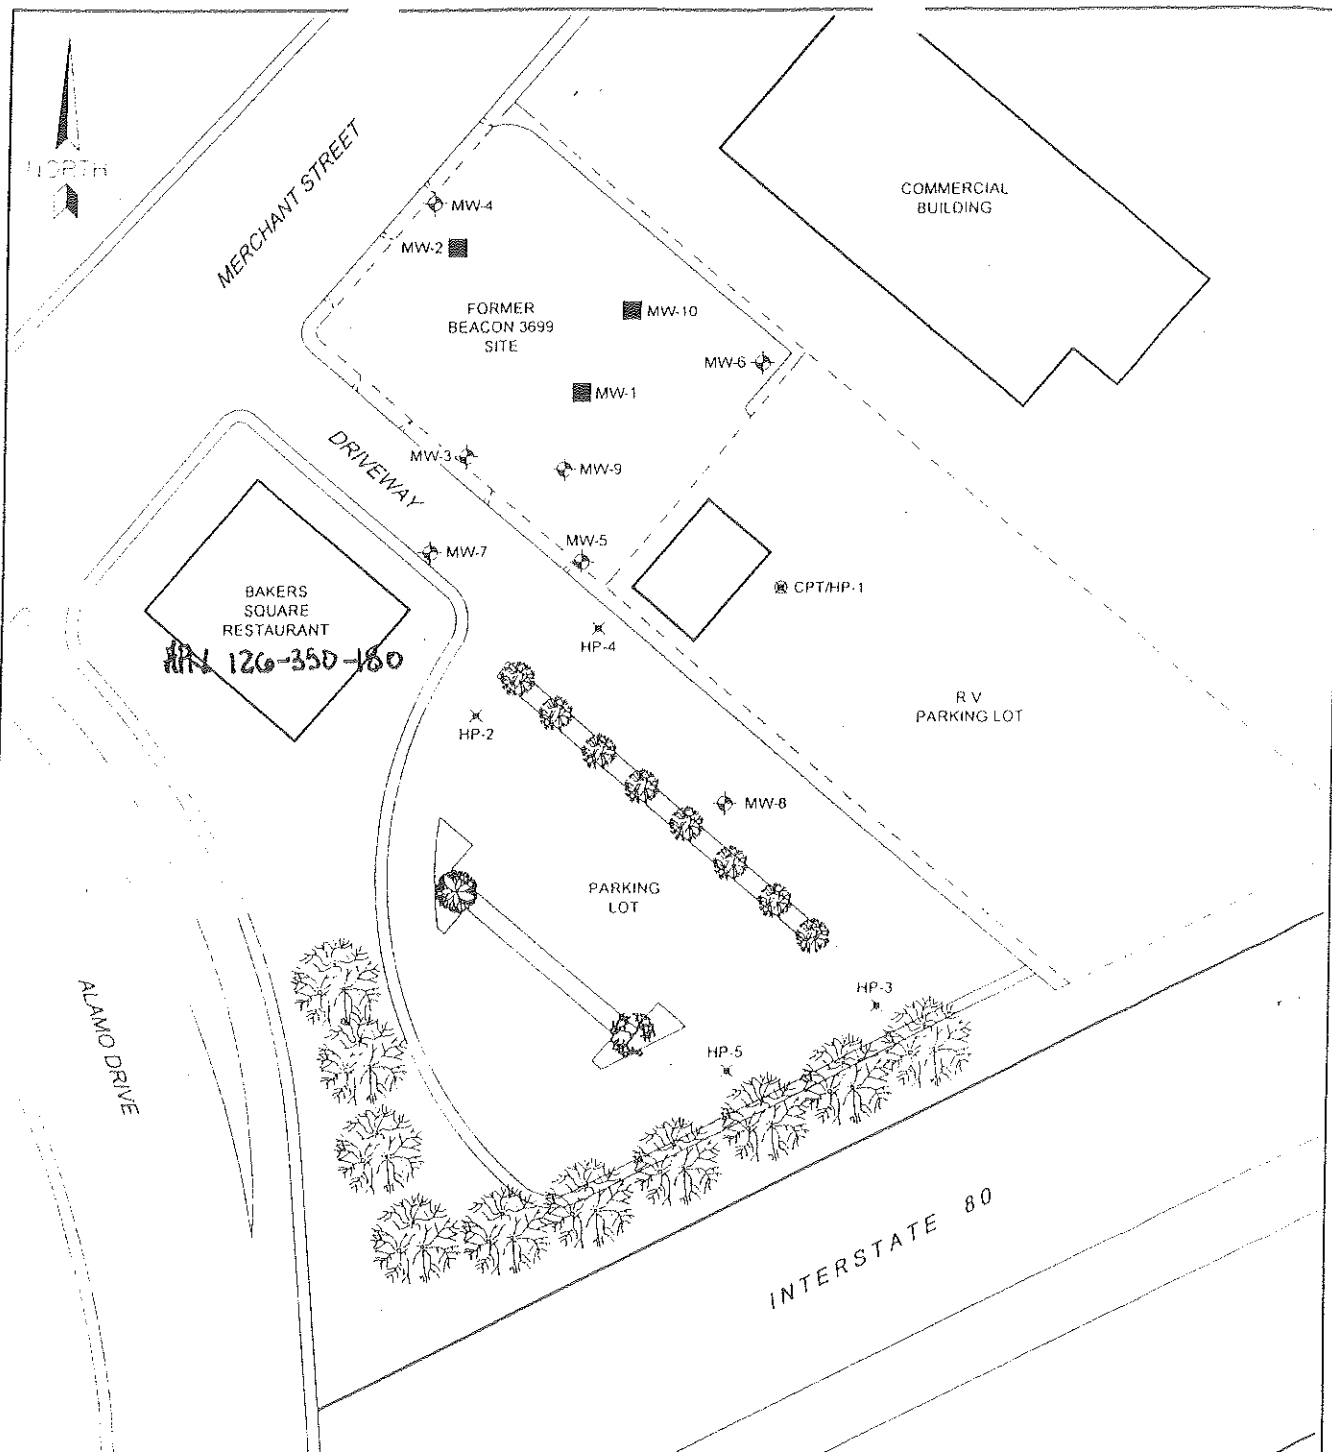 NORTH
MERCHANT STREET
COMMERCIAL
BUILDING
MW-4
MW-2
FORMER
BEACON 3699
SITE
MW-10
MW-6
MW-1
DRIVEWAY
MW-3
MW-9
MW-7
MW-5
BAKERS
SQUARE
RESTAURANT
APN 126-350-180
CPT/HP-1
HP-4
HP-2
R V
PARKING LOT
MW-8
PARKING
LOT
ALAMO DRIVE
HP-3
HP-5
INTERSTATE 80